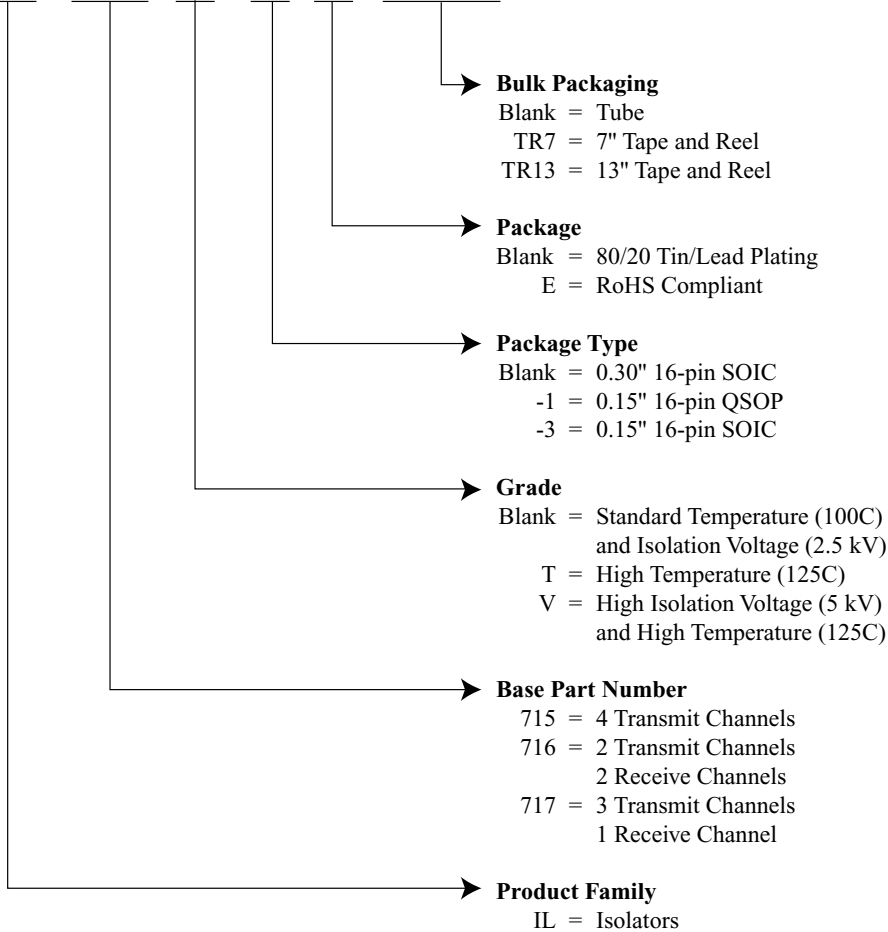 Bulk Packaging
Blank = Tube
TR7 = 7" Tape and Reel
TR13 = 13" Tape and Reel
Package
Blank = 80/20 Tin/Lead Plating
E = RoHS Compliant
Package Type
Blank = 0.30" 16-pin SOIC
-1 = 0.15" 16-pin QSOP
-3 = 0.15" 16-pin SOIC
Grade
Blank = Standard Temperature (100C)
and Isolation Voltage (2.5 kV)
T = High Temperature (125C)
V = High Isolation Voltage (5 kV)
and High Temperature (125C)
Base Part Number
715 = 4 Transmit Channels
716 = 2 Transmit Channels
2 Receive Channels
717 = 3 Transmit Channels
1 Receive Channel
Product Family
IL = Isolators